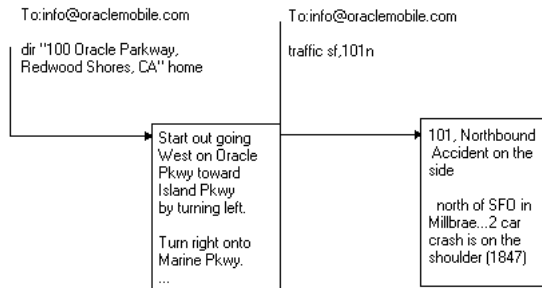 To:info@oraclemobile.com
dir "100 Oracle Parkway,
Redwood Shores, CA" home
To:info@oraclemobile.com
traffic sf,101n
Start out going
West on Oracle
Pkwy toward
Island Pkwy
by turning left.
Turn right onto
Marine Pkwy.
...
101, Northbound
Accident on the
side
north of SFO in
Millbrae...2 car
crash is on the
shoulder (1847)